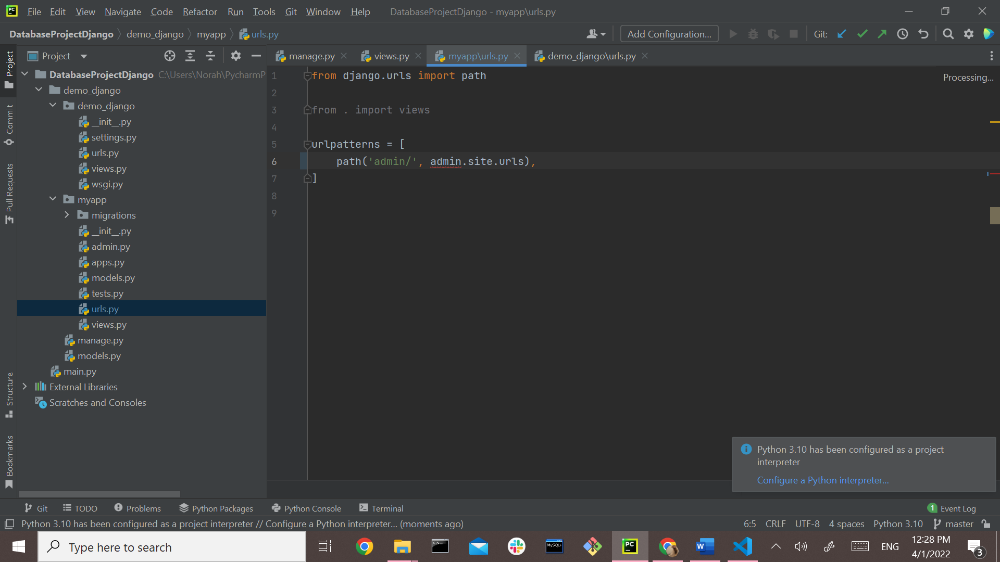 File Edit View Navigate Code Refactor Run Tools Git Window Help DatabaseProjectDjango - myapp\urls.py
DatabaseProjectDjango demo_django myapp urls.py Add Configuration... Git:
Project
manage.py views.py myapp\urls.py demo_django\urls.py
Project
Commit
Pull Requests
Structure
Bookmarks
DatabaseProjectDjango C:\Users\Norah\PycharmP
demo_django
demo_django
__init__.py
settings.py
urls.py
views.py
wsgi.py
myapp
migrations
__init__.py
admin.py
apps.py
models.py
tests.py
urls.py
views.py
manage.py
models.py
main.py
External Libraries
Scratches and Consoles
1 from django.urls import path
2
3 from . import views
4
5 urlpatterns = [
6 path('admin/', admin.site.urls),
7 ]
8
9
Processing...
Python 3.10 has been configured as a project
interpreter
Configure a Python interpreter...
Git TODO Problems Python Packages Python Console Terminal 1 Event Log
Python 3.10 has been configured as a project interpreter // Configure a Python interpreter... (moments ago) 6:5 CRLF UTF-8 4 spaces Python 3.10 master
Type here to search
ENG
12:28 PM
4/1/2022
3
PC
C:\_
MySQL
PC
W